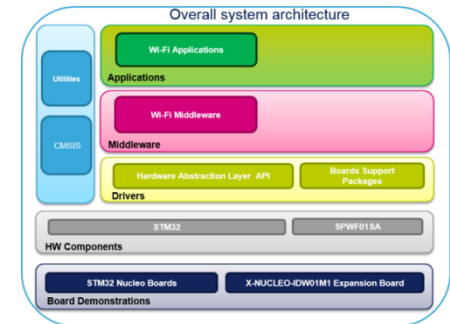 Overall system architecture
Utilities
CMSIS
Wi-Fi Applications
Applications
Wi-Fi Middleware
Middleware
Hardware Abstraction Layer API
Boards Support
Packages
Drivers
STM32
SPWF01SA
HW Components
STM32 Nucleo Boards
X-NUCLEO-IDW01M1 Expansion Board
Board Demonstrations